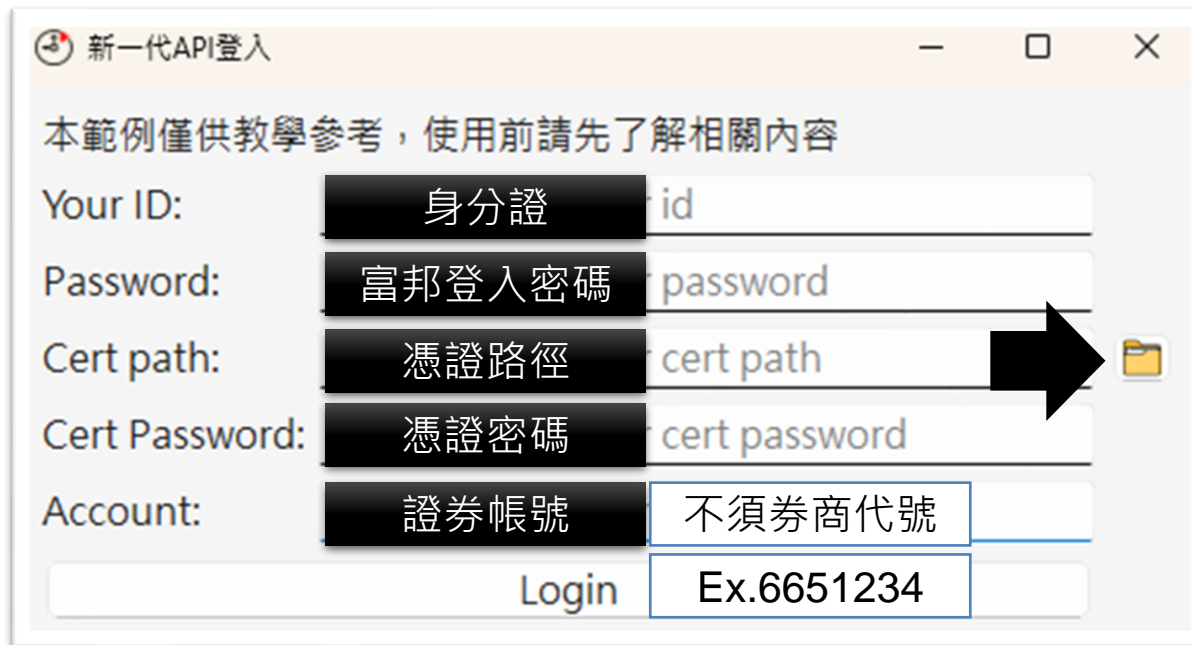 新一代API登入
本範例僅供教學參考，使用前請先了解相關內容
Your ID: 身分證 id
Password: 富邦登入密碼 password
Cert path: 憑證路徑 cert path
Cert Password: 憑證密碼 cert password
Account: 證券帳號 不須券商代號
Login Ex.6651234